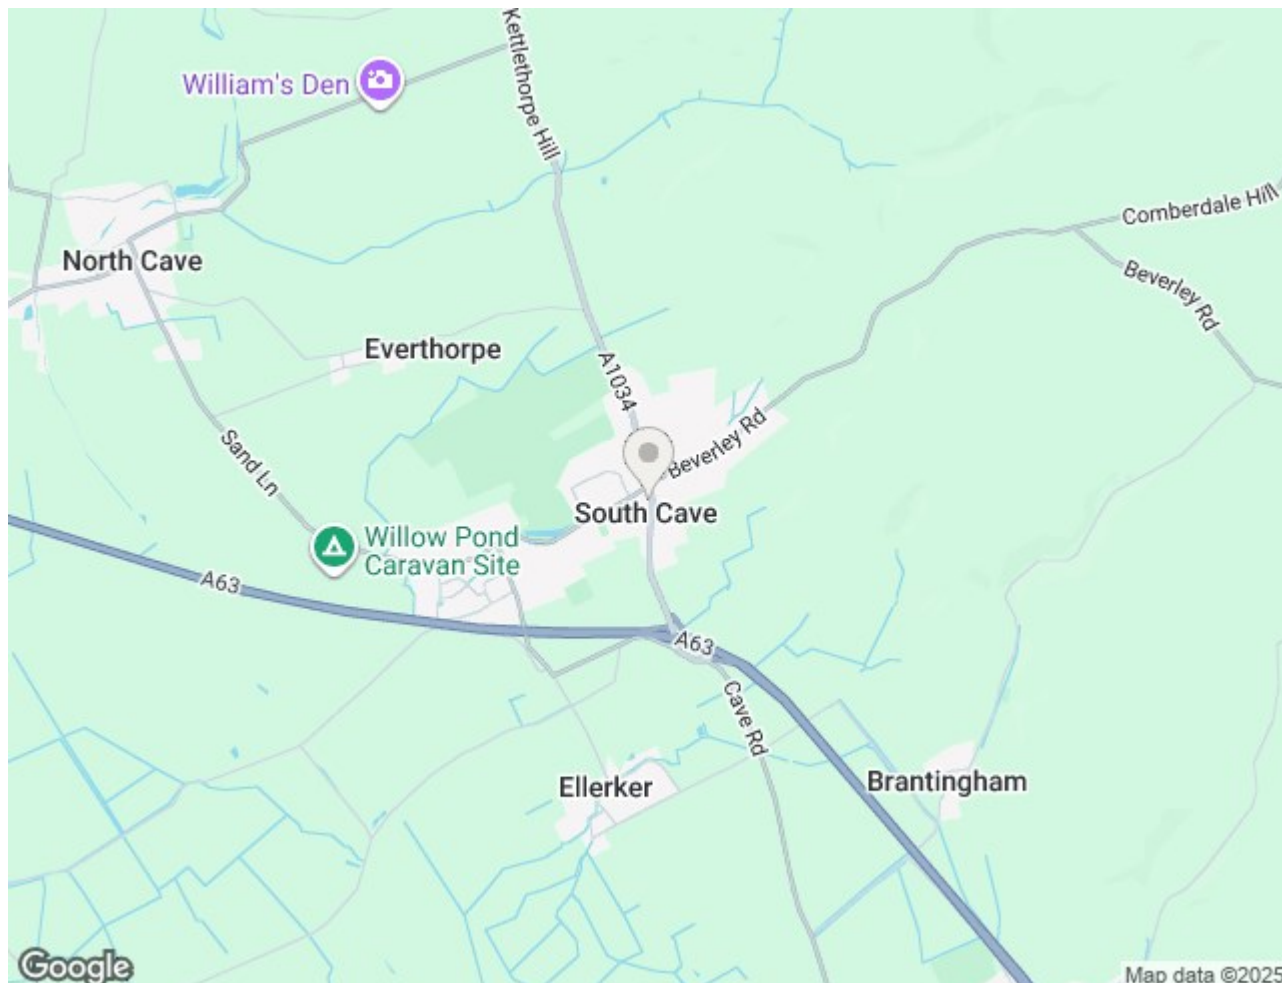 Kettlethorpe Hill
William's Den
Comberdale Hill
North Cave
Beverley Rd
Everthorpe
A1034
Beverley Rd
Sand Ln
South Cave
Willow Pond
Caravan Site
A63
A63
Cave Rd
Ellerker
Brantingham
Google
Map data ©2025